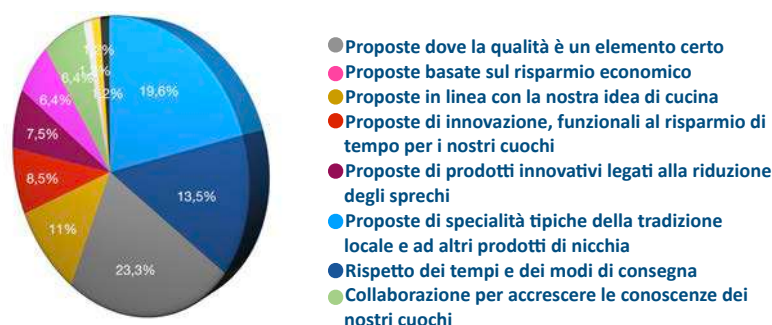 19,6%
13,5%
23,3%
11%
8,5%
7,5%
6,4%
6,4%
Proposte dove la qualità è un elemento certo
Proposte basate sul risparmio economico
Proposte in linea con la nostra idea di cucina
Proposte di innovazione, funzionali al risparmio di
tempo per i nostri cuochi
Proposte di prodotti innovativi legati alla riduzione
degli sprechi
Proposte di specialità tipiche della tradizione
locale e ad altri prodotti di nicchia
Rispetto dei tempi e dei modi di consegna
Collaborazione per accrescere le conoscenze dei
nostri cuochi